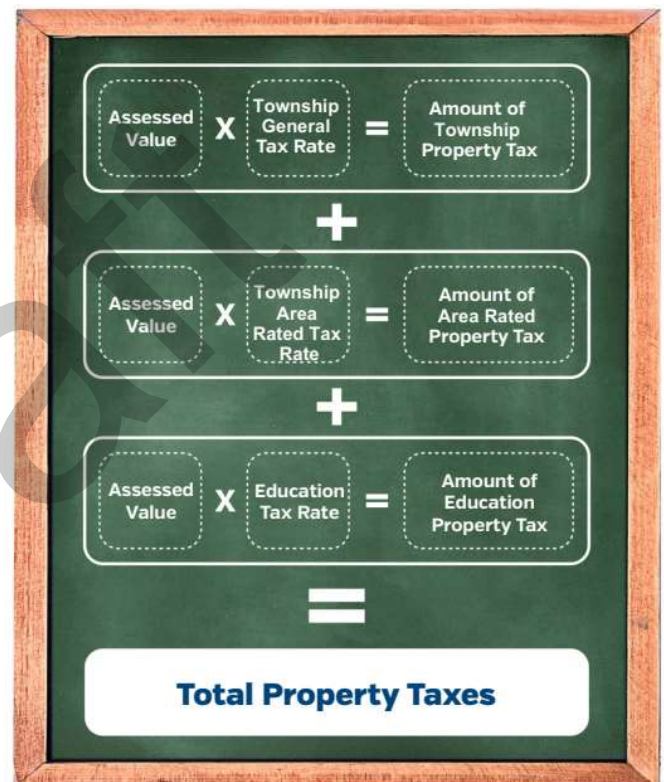 Assessed
Value
X
Township
General
Tax Rate
=
Amount of
Township
Property Tax
+
Assessed
Value
X
Township
Area
Rated Tax
Rate
=
Amount of
Area Rated
Property Tax
+
Assessed
Value
X
Education
Tax Rate
=
Amount of
Education
Property Tax
=
Total Property Taxes